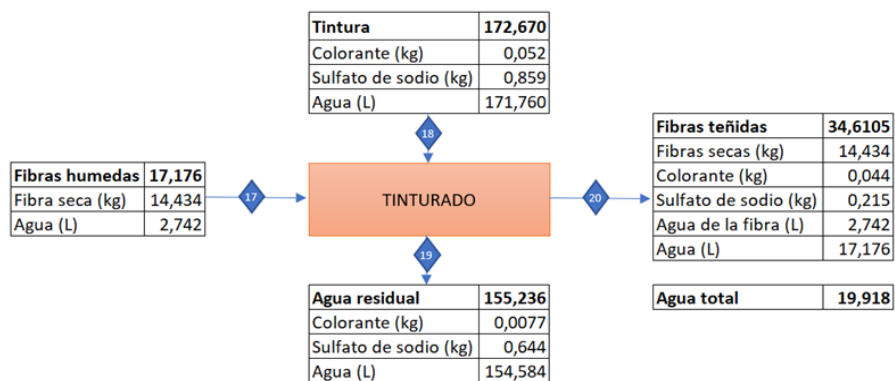 Tintura 172,670
Colorante (kg) 0,052
Sulfato de sodio (kg) 0,859
Agua (L) 171,760
18
Fibras humedas 17,176
Fibra seca (kg) 14,434
Agua (L) 2,742
17
TINTURADO
20
Fibras teñidas 34,6105
Fibras secas (kg) 14,434
Colorante (kg) 0,044
Sulfato de sodio (kg) 0,215
Agua de la fibra (L) 2,742
Agua (L) 17,176
Agua total 19,918
19
Agua residual 155,236
Colorante (kg) 0,0077
Sulfato de sodio (kg) 0,644
Agua (L) 154,584